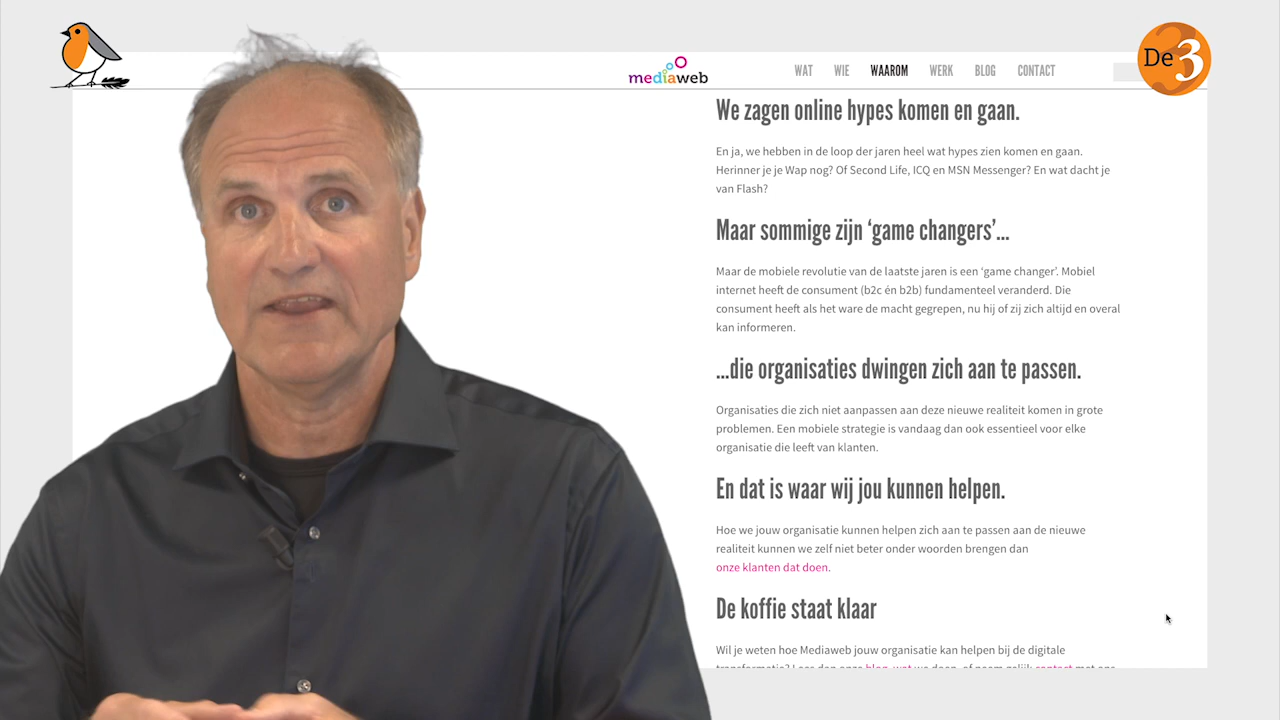 De 3
mediaweb
WAT WIE WAAROM WERK BLOG CONTACT
We zagen online hypes komen en gaan.
En ja, we hebben in de loop der jaren heel wat hypes zien komen en gaan.
Herinner je je Wap nog? Of Second Life, ICQ en MSN Messenger? En wat dacht je
van Flash?
Maar sommige zijn ‘game changers’...
Maar de mobiele revolutie van de laatste jaren is een ‘game changer’. Mobiel
internet heeft de consument (b2c én b2b) fundamenteel veranderd. Die
consument heeft als het ware de macht gegrepen, nu hij of zij zich altijd en overal
kan informeren.
...die organisaties dwingen zich aan te passen.
Organisaties die zich niet aanpassen aan deze nieuwe realiteit komen in grote
problemen. Een mobiele strategie is vandaag dan ook essentieel voor elke
organisatie die leeft van klanten.
En dat is waar wij jou kunnen helpen.
Hoe we jouw organisatie kunnen helpen zich aan te passen aan de nieuwe
realiteit kunnen we zelf niet beter onder woorden brengen dan
onze klanten dat doen.
De koffie staat klaar
Wil je weten hoe Mediaweb jouw organisatie kan helpen bij de digitale